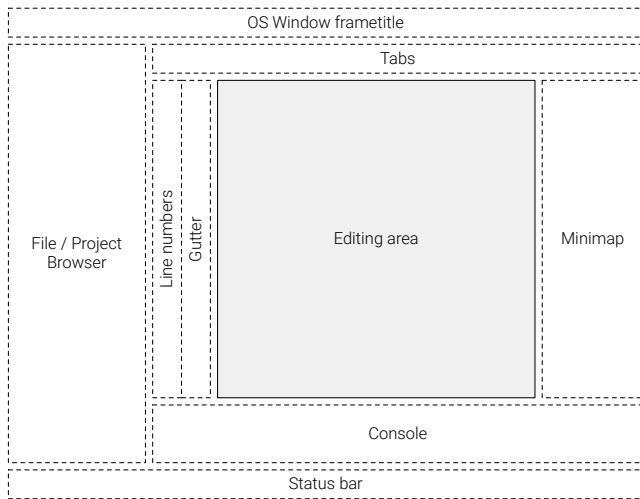 OS Window frametitle
Tabs
File / Project
Browser
Line numbers
Gutter
Editing area
Minimap
Console
Status bar